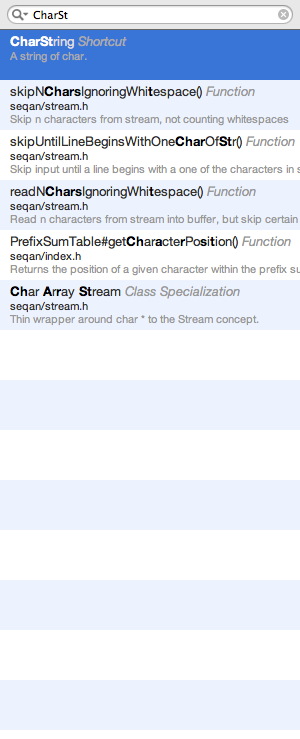 CharSt
CharString Shortcut
A string of char.
skipNCharsIgnoringWhitespace() Function
seqan/stream.h
Skip n characters from stream, not counting whitespaces
skipUntilLineBeginsWithOneCharOfStr() Function
seqan/stream.h
Skip input until a line begins with a one of the characters in s
readNCharsIgnoringWhitespace() Function
seqan/stream.h
Read n characters from stream into buffer, but skip certain
PrefixSumTable#getCharacterPosition() Function
seqan/index.h
Returns the position of a given character within the prefix su
Char Array Stream Class Specialization
seqan/stream.h
Thin wrapper around char * to the Stream concept.